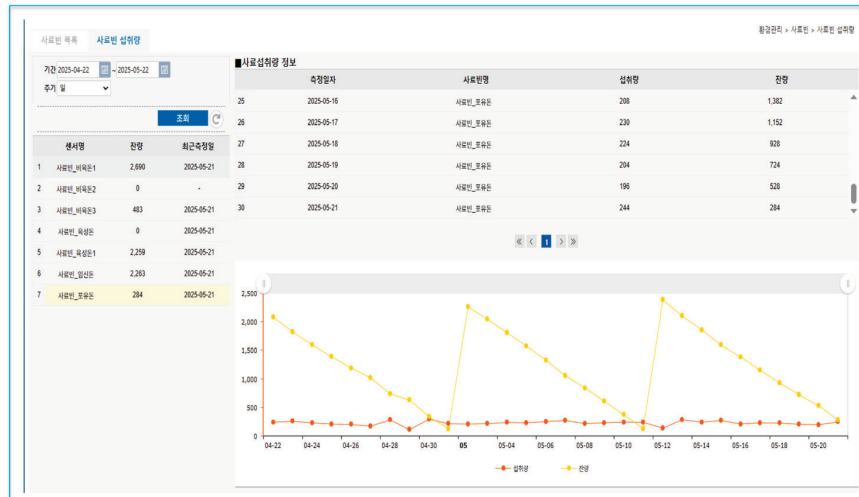 환경관리 > 사료빈 > 사료빈 섭취량
사료빈 목록 사료빈 섭취량
기간 2025-04-22 ~ 2025-05-22
주기 일
조회
센서명 잔량 최근측정일
1 사료빈_비육돈1 2,690 2025-05-21
2 사료빈_비육돈2 0 -
3 사료빈_비육돈3 483 2025-05-21
4 사료빈_육성돈 0 2025-05-21
5 사료빈_육성돈1 2,259 2025-05-21
6 사료빈_임신돈 2,263 2025-05-21
7 사료빈_포유돈 284 2025-05-21
■사료섭취량 정보
측정일자 사료빈명 섭취량 잔량
25 2025-05-16 사료빈_포유돈 208 1,382
26 2025-05-17 사료빈_포유돈 230 1,152
27 2025-05-18 사료빈_포유돈 224 928
28 2025-05-19 사료빈_포유돈 204 724
29 2025-05-20 사료빈_포유돈 196 528
30 2025-05-21 사료빈_포유돈 244 284
« < 1 > »
2,500
2,000
1,500
1,000
500
0
04-22 04-24 04-26 04-28 04-30 05 05-04 05-06 05-08 05-10 05-12 05-14 05-16 05-18 05-20
섭취량 잔량